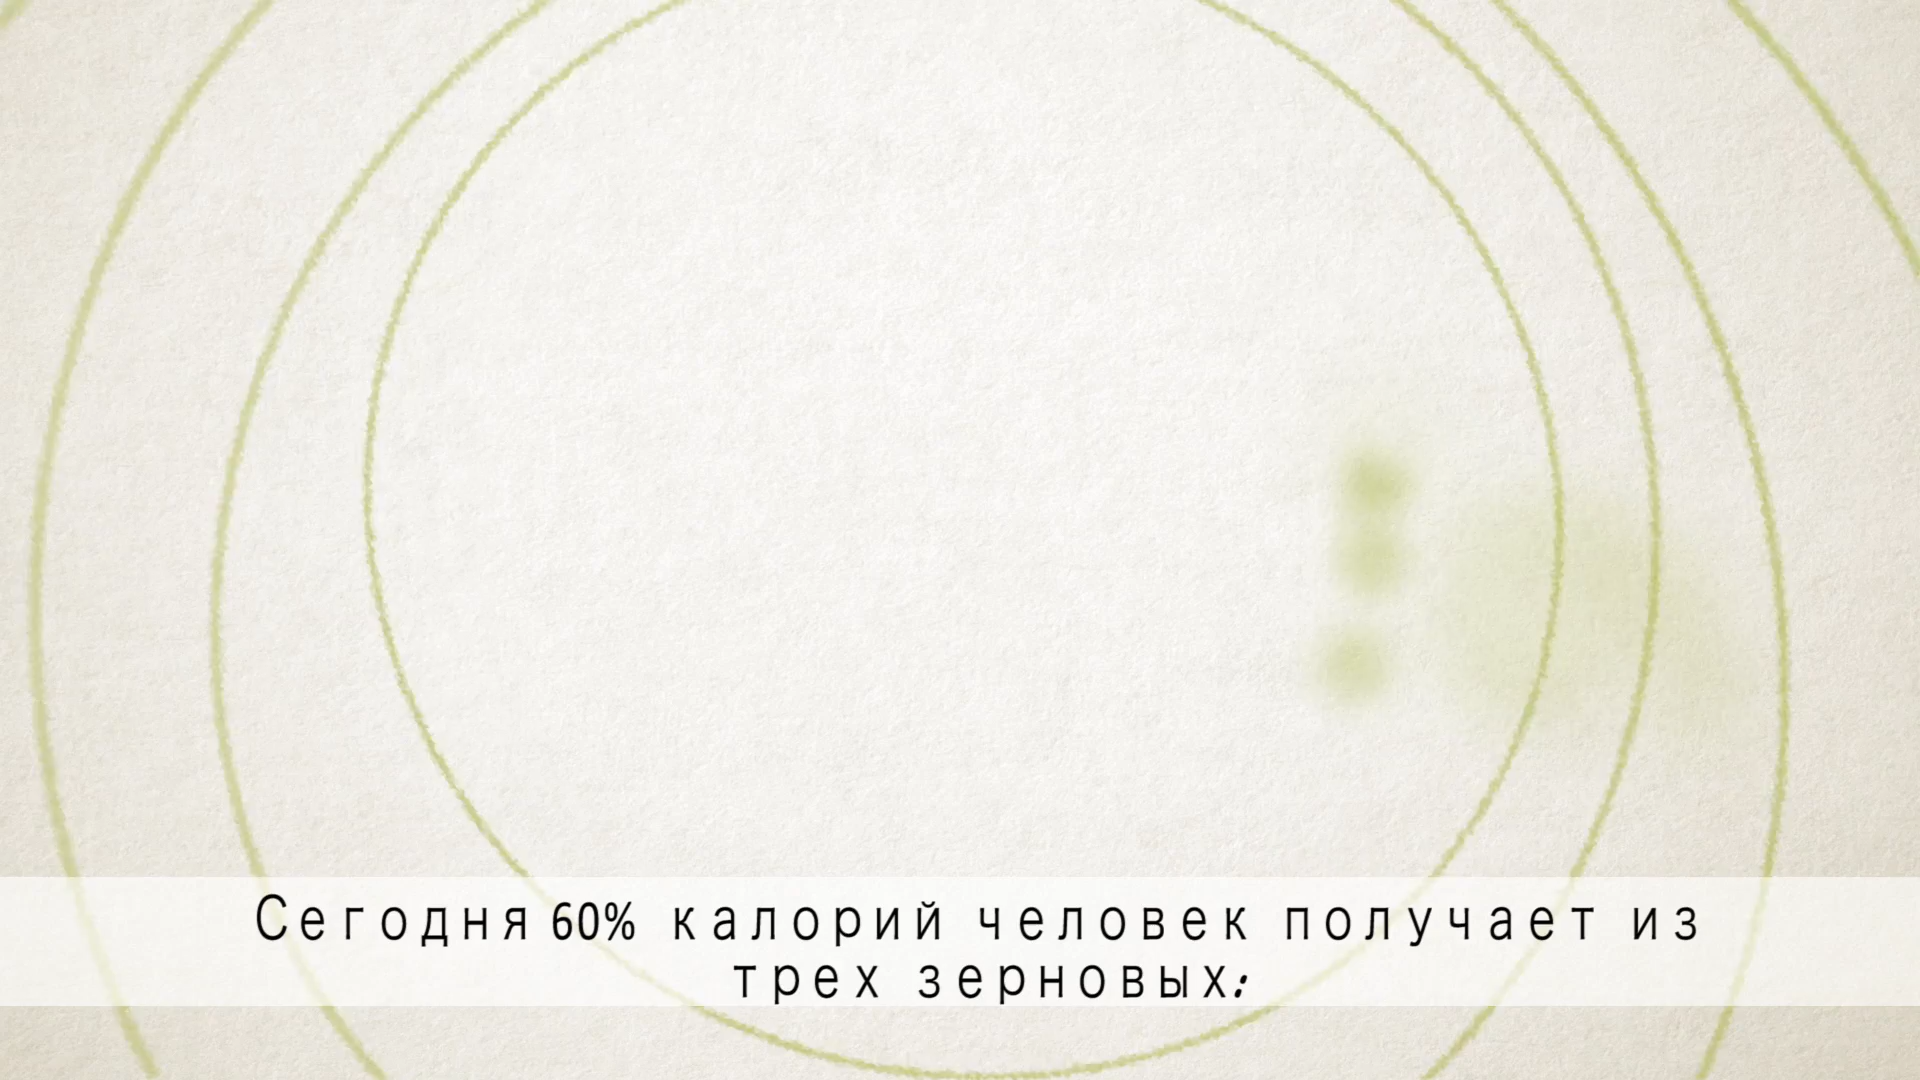 Сегодня 60% калорий человек получает из
трех зерновых: